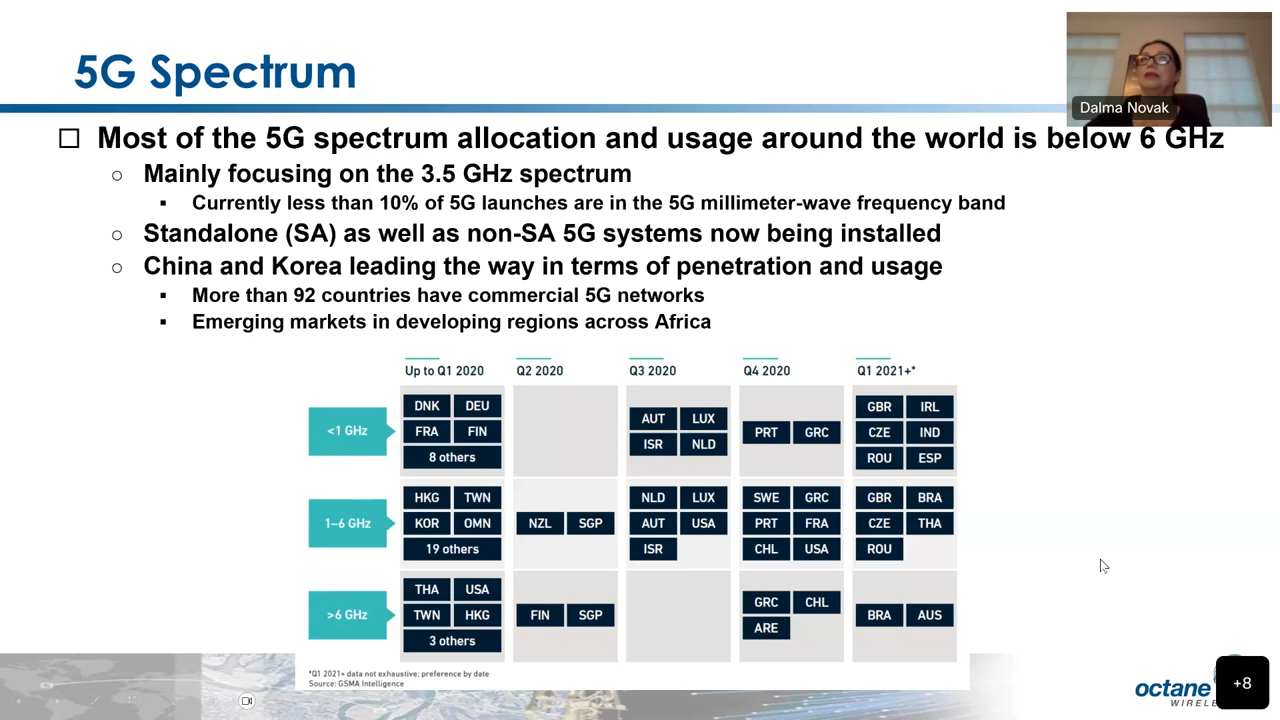 5G Spectrum
Dalma Novak
Most of the 5G spectrum allocation and usage around the world is below 6 GHz
Mainly focusing on the 3.5 GHz spectrum
Currently less than 10% of 5G launches are in the 5G millimeter-wave frequency band
Standalone (SA) as well as non-SA 5G systems now being installed
China and Korea leading the way in terms of penetration and usage
More than 92 countries have commercial 5G networks
Emerging markets in developing regions across Africa
Up to Q1 2020 Q2 2020 Q3 2020 Q4 2020 Q1 2021+*
<1 GHz
DNK DEU
FRA FIN
8 others
AUT LUX
ISR NLD
PRT GRC
GBR IRL
CZE IND
ROU ESP
1–6 GHz
HKG TWN
KOR OMN
19 others
NZL SGP
NLD LUX
AUT USA
ISR
SWE GRC
PRT FRA
CHL USA
GBR BRA
CZE THA
ROU
>6 GHz
THA USA
TWN HKG
3 others
FIN SGP
GRC CHL
ARE
BRA AUS
*Q1 2021+ data not exhaustive; preference by date
Source: GSMA Intelligence
octane
+8